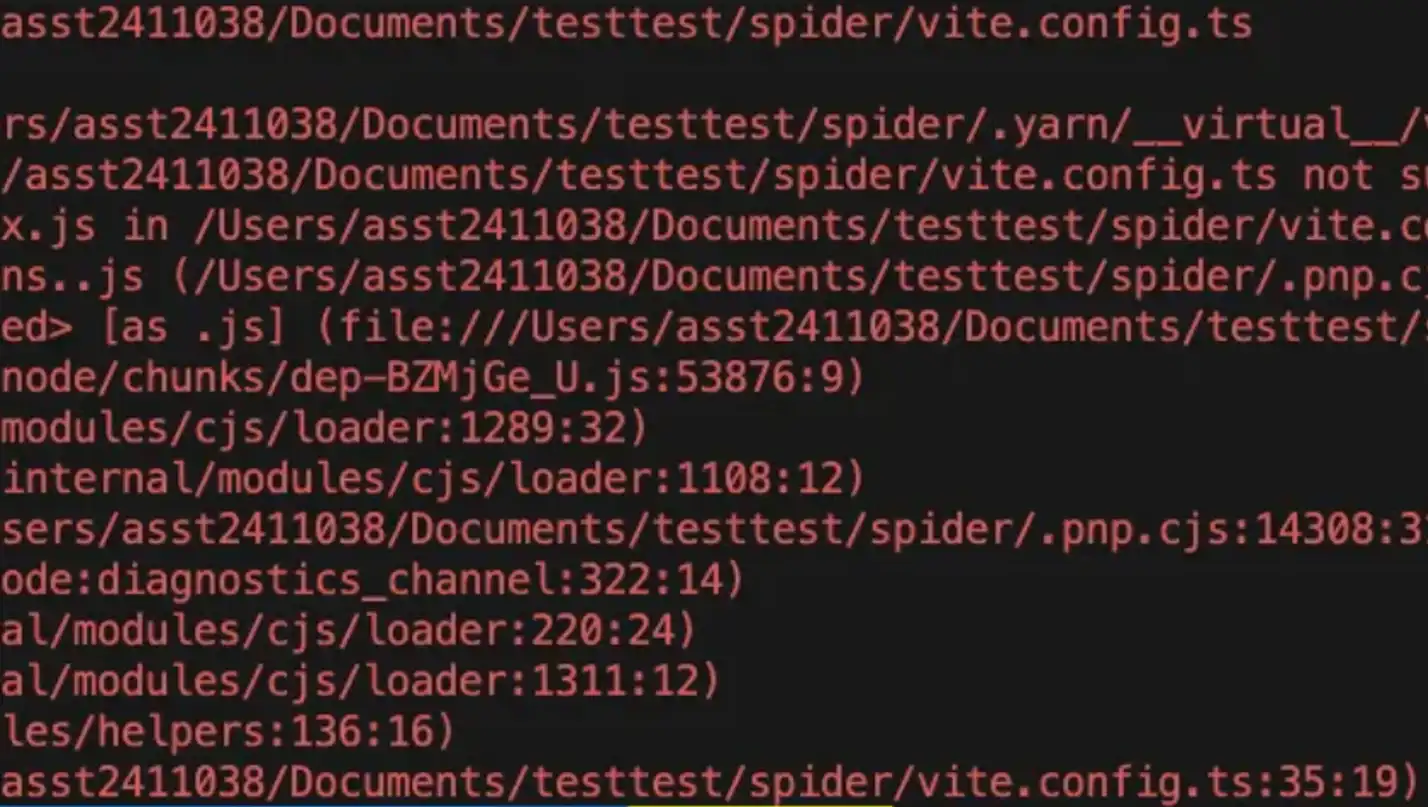 asst2411038/Documents/testtest/spider/vite.config.ts
rs/asst2411038/Documents/testtest/spider/.yarn/__virtual__/
/asst2411038/Documents/testtest/spider/vite.config.ts not s
x.js in /Users/asst2411038/Documents/testtest/spider/vite.c
ns..js (/Users/asst2411038/Documents/testtest/spider/.pnp.c
ed> [as .js] (file:///Users/asst2411038/Documents/testtest/
node/chunks/dep-BZMjGe_U.js:53876:9)
modules/cjs/loader:1289:32)
internal/modules/cjs/loader:1108:12)
sers/asst2411038/Documents/testtest/spider/.pnp.cjs:14308:3
ode:diagnostics_channel:322:14)
al/modules/cjs/loader:220:24)
al/modules/cjs/loader:1311:12)
les/helpers:136:16)
asst2411038/Documents/testtest/spider/vite.config.ts:35:19)